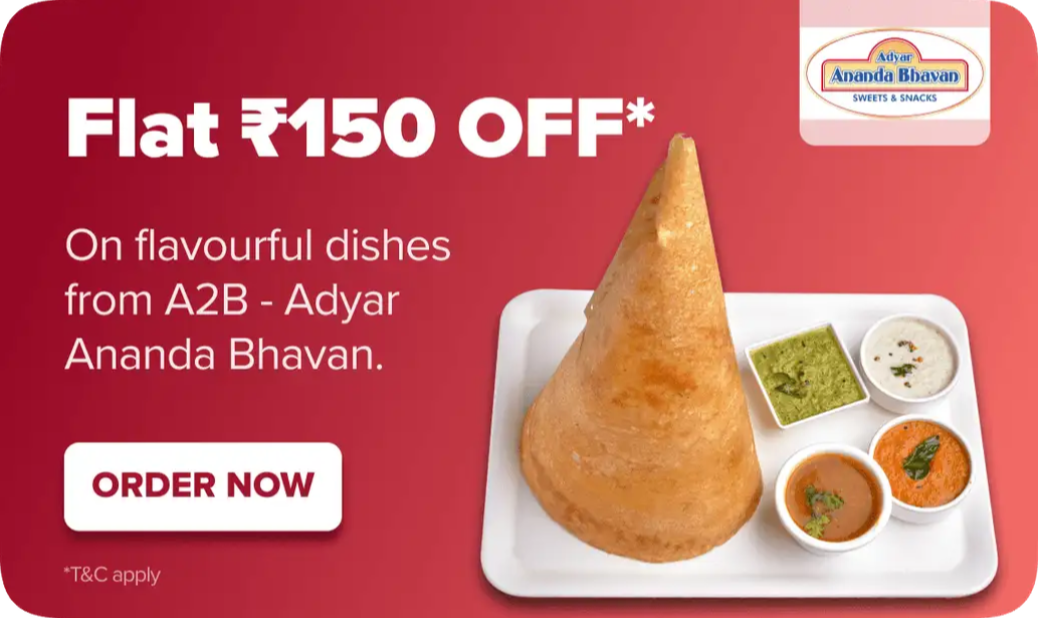 Adyar
Ananda Bhavan
SWEETS & SNACKS
Flat ₹150 OFF*
On flavourful dishes
from A2B - Adyar
Ananda Bhavan.
ORDER NOW
*T&C apply